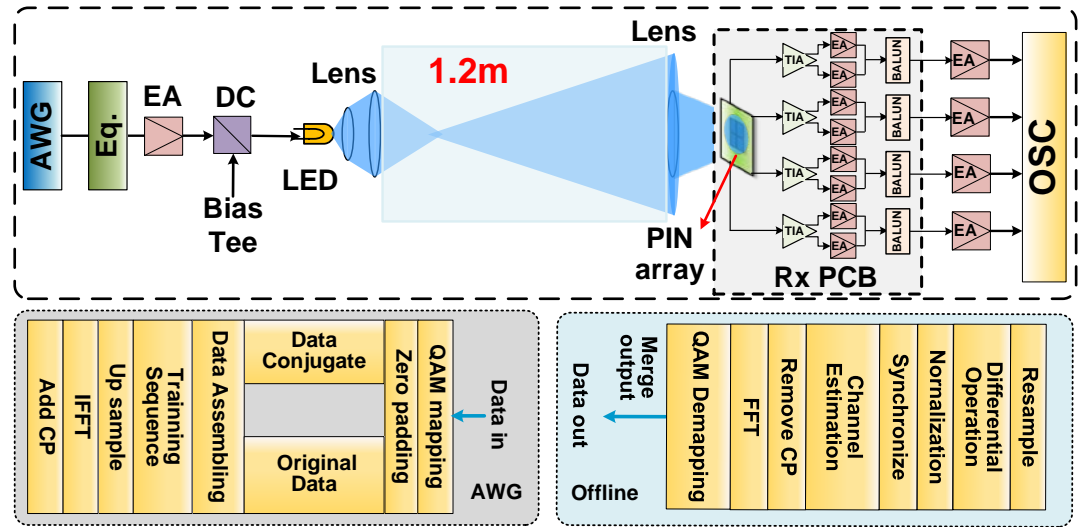 AWG
Eq.
EA
DC
Bias
Tee
LED
Lens
1.2m
Lens
PIN
array
TIA
EA
EA
BALUN
EA
TIA
EA
EA
BALUN
EA
TIA
EA
EA
BALUN
EA
TIA
EA
EA
BALUN
EA
Rx PCB
OSC
Add CP
IFFT
Up sample
Trainning
Sequence
Data Assembling
Data
Conjugate
Original
Data
Zero padding
QAM mapping
Data in
AWG
Data out
Merge
output
Offline
QAM Demapping
FFT
Remove CP
Channel
Estimation
Synchronize
Normalization
Differential
Operation
Resample